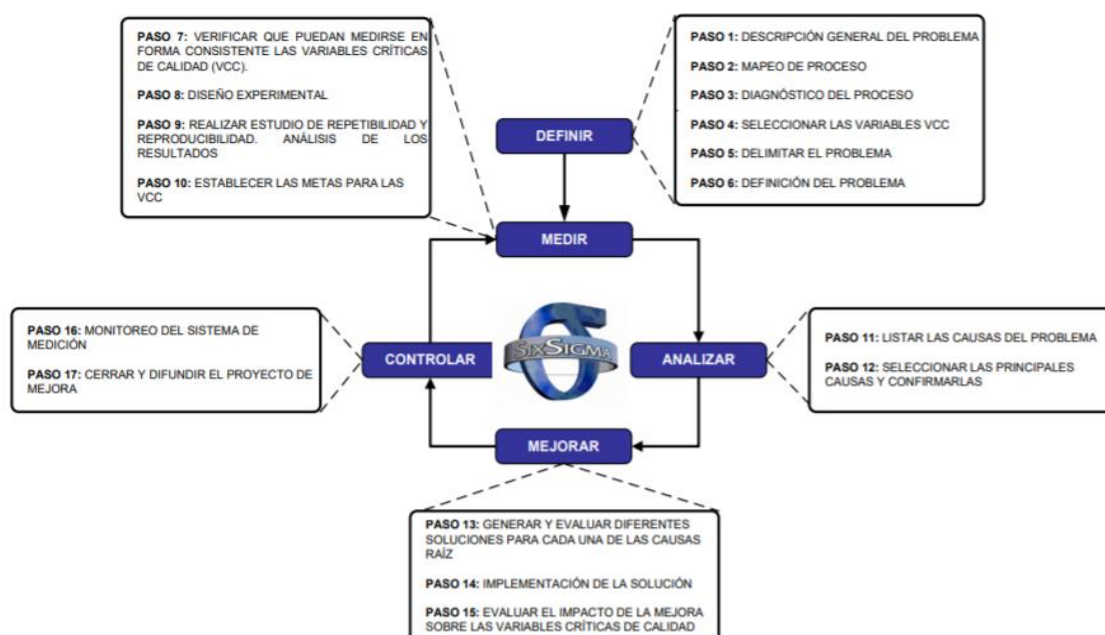 PASO 7: VERIFICAR QUE PUEDAN MEDIRSE EN
FORMA CONSISTENTE LAS VARIABLES CRÍTICAS
DE CALIDAD (VCC).
PASO 8: DISEÑO EXPERIMENTAL
PASO 9: REALIZAR ESTUDIO DE REPETIBILIDAD Y
REPRODUCIBILIDAD. ANÁLISIS DE LOS
RESULTADOS
PASO 10: ESTABLECER LAS METAS PARA LAS
VCC
DEFINIR
PASO 1: DESCRIPCIÓN GENERAL DEL PROBLEMA
PASO 2: MAPEO DE PROCESO
PASO 3: DIAGNÓSTICO DEL PROCESO
PASO 4: SELECCIONAR LAS VARIABLES VCC
PASO 5: DELIMITAR EL PROBLEMA
PASO 6: DEFINICIÓN DEL PROBLEMA
MEDIR
PASO 16: MONITOREO DEL SISTEMA DE
MEDICIÓN
PASO 17: CERRAR Y DIFUNDIR EL PROYECTO DE
MEJORA
CONTROLAR
SIXSIGMA
ANALIZAR
PASO 11: LISTAR LAS CAUSAS DEL PROBLEMA
PASO 12: SELECCIONAR LAS PRINCIPALES
CAUSAS Y CONFIRMARLAS
MEJORAR
PASO 13: GENERAR Y EVALUAR DIFERENTES
SOLUCIONES PARA CADA UNA DE LAS CAUSAS
RAÍZ
PASO 14: IMPLEMENTACIÓN DE LA SOLUCIÓN
PASO 15: EVALUAR EL IMPACTO DE LA MEJORA
SOBRE LAS VARIABLES CRÍTICAS DE CALIDAD